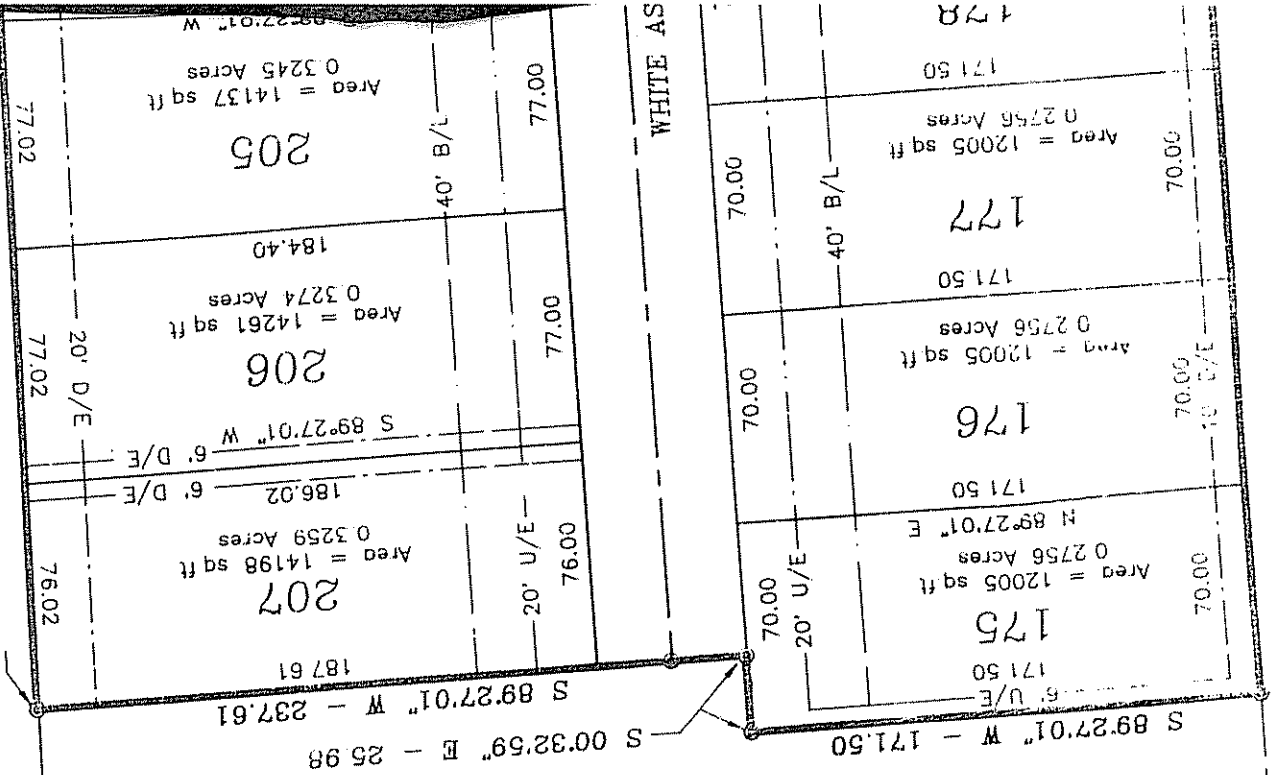 S 89°27'01" W - 171.50
S 00°32'59" E - 25.98
S 89°27'01" W - 237.61
6' U/E
171 50
175
Area = 12005 sq ft
0 2756 Acres
N 89°27'01" E
171 50
70.00
70.00
20' U/E
176
Area - 12005 sq ft
0 2756 Acres
171 50
70.00
70.00
177
Area = 12005 sq ft
0 2756 Acres
171 50
70.00
70.00
40' B/L
178
WHITE
187 61
207
Area = 14198 sq ft
0 3259 Acres
186.02
6' D/E
76.00
76.02
20' U/E
6' D/E
S 89°27'01" W
206
Area = 14261 sq ft
0 3274 Acres
184.40
77.00
77.02
20' D/E
205
Area = 14137 sq ft
0 3245 Acres
77.00
77.02
40' B/L
S 89°27'01" W